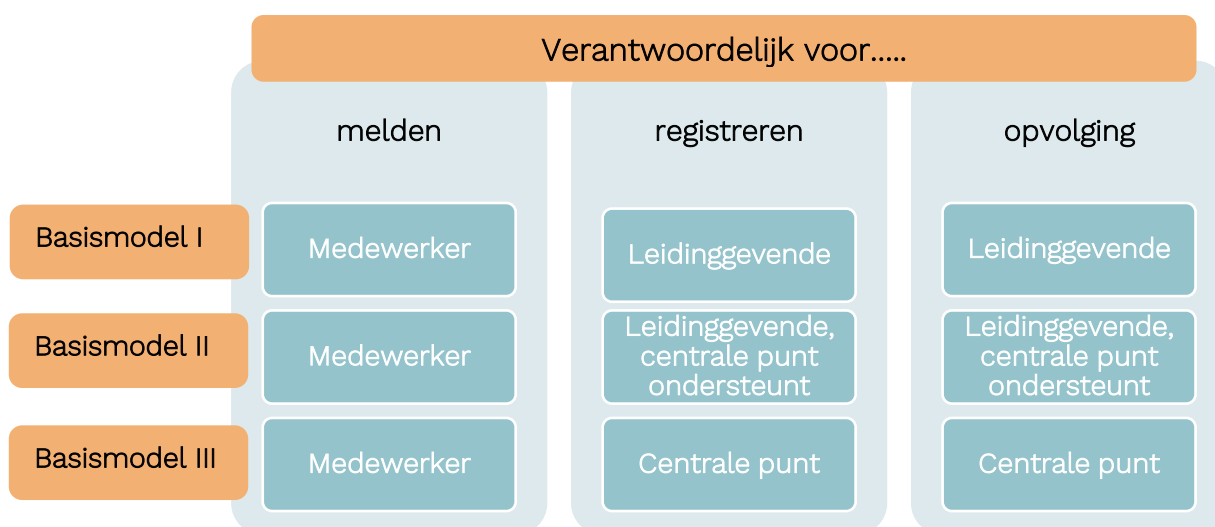 Verantwoordelijk voor.....
melden
registreren
opvolging
Basismodel I
Medewerker
Leidinggevende
Leidinggevende
Basismodel II
Medewerker
Leidinggevende,
centrale punt
ondersteunt
Leidinggevende,
centrale punt
ondersteunt
Basismodel III
Medewerker
Centrale punt
Centrale punt